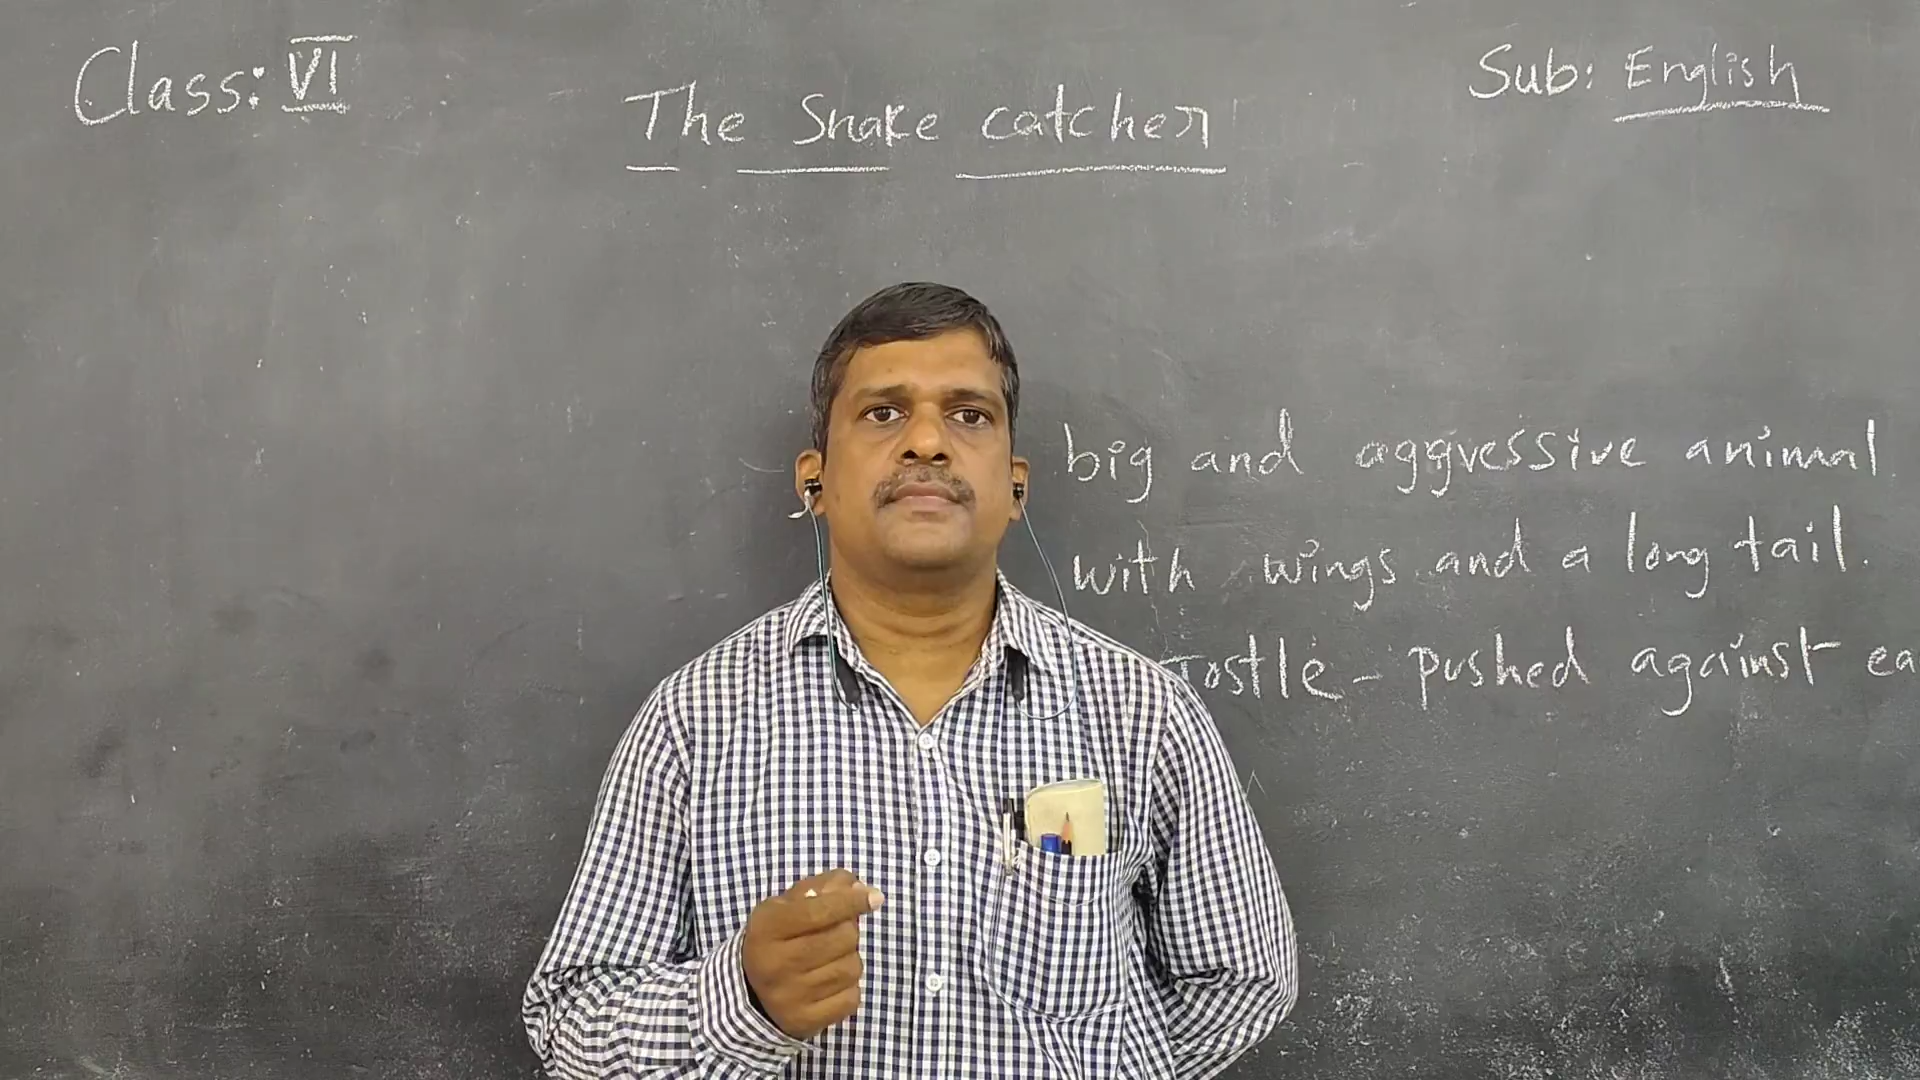 Class: VI
Sub: English
The Snake catcher
big and aggressive animal
with wings and a long tail.
Jostle - pushed against ea